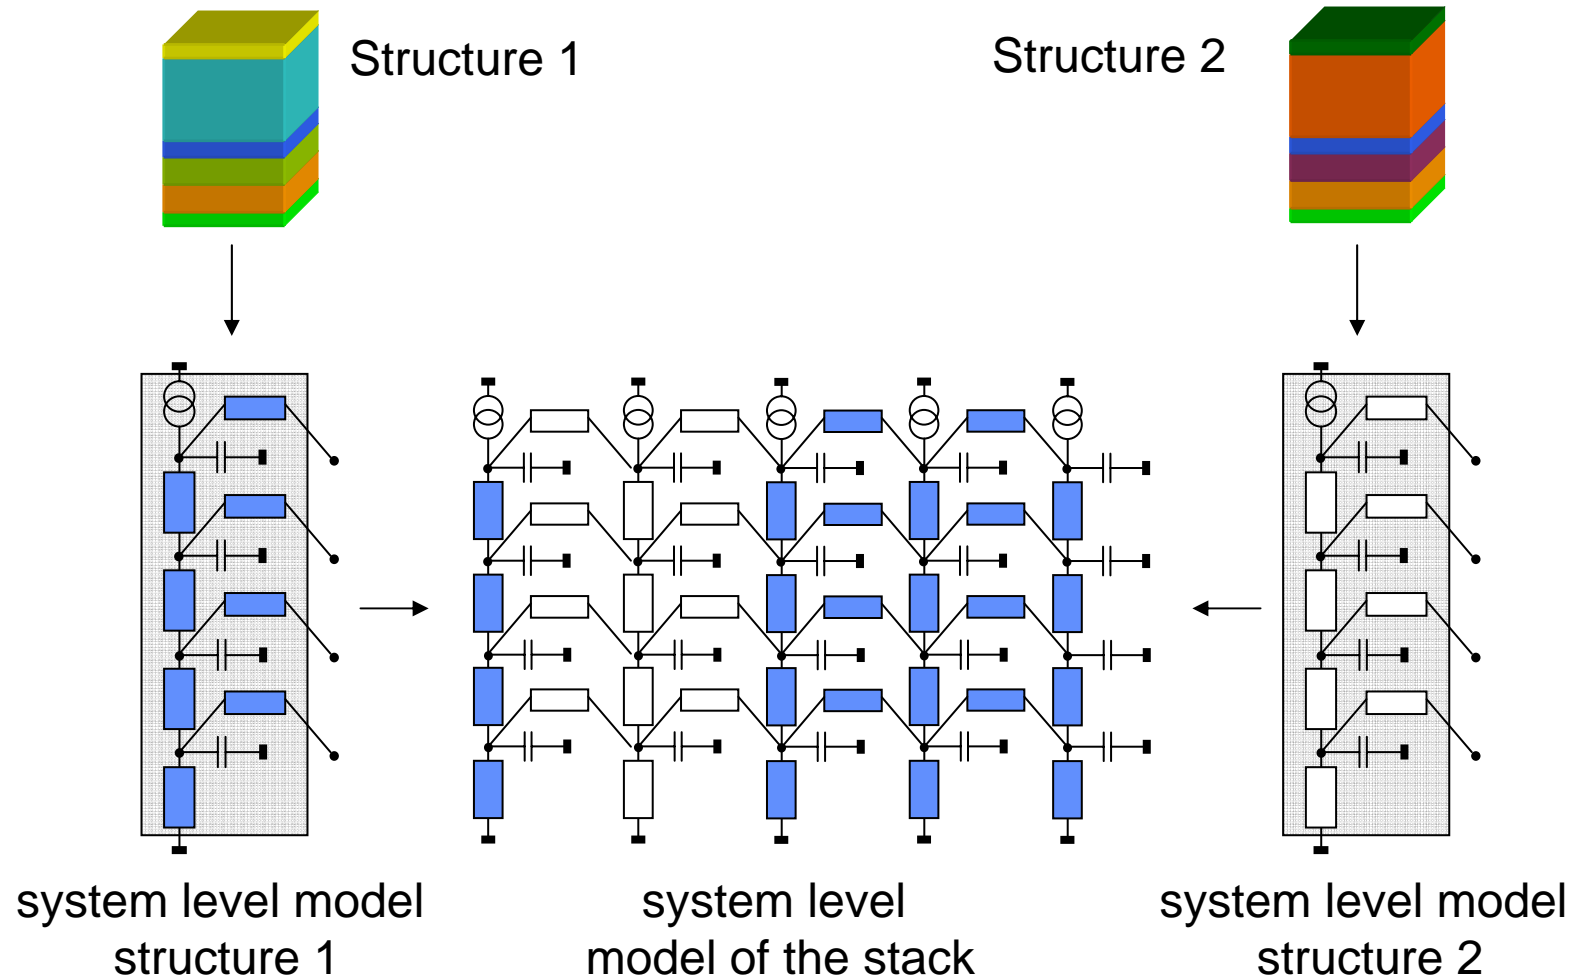 Structure 1
Structure 2
system level model
structure 1
system level
model of the stack
system level model
structure 2